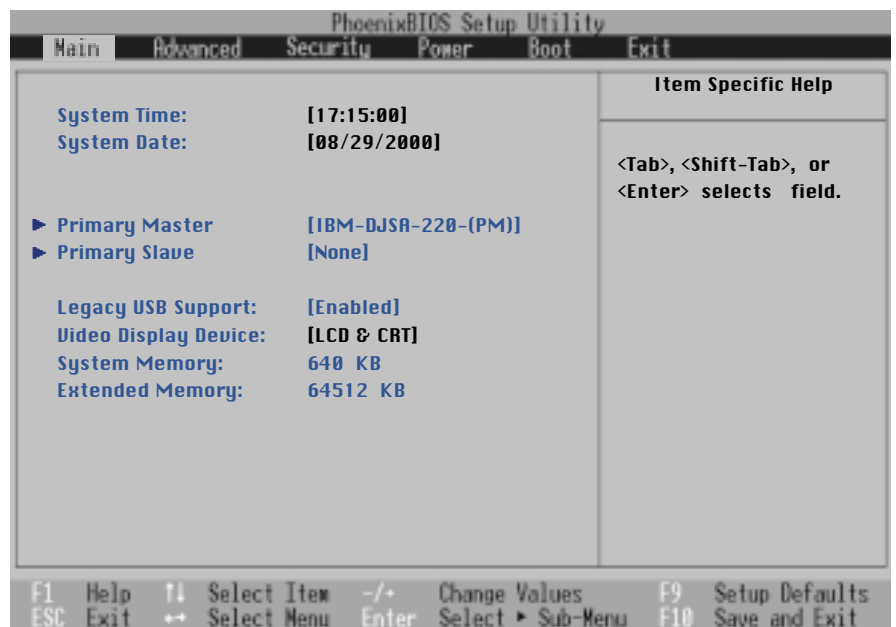 PhoenixBIOS Setup Utility
Main Advanced Security Power Boot Exit
Item Specific Help
System Time: [17:15:00]
System Date: [08/29/2000]
<Tab>, <Shift-Tab>, or
<Enter> selects field.
▶ Primary Master [IBM-DJSA-220-(PM)]
▶ Primary Slave [None]
Legacy USB Support: [Enabled]
Video Display Device: [LCD & CRT]
System Memory: 640 KB
Extended Memory: 64512 KB
F1 Help ↑↓ Select Item -/+ Change Values F9 Setup Defaults
ESC Exit ←→ Select Menu Enter Select ▶ Sub-Menu F10 Save and Exit